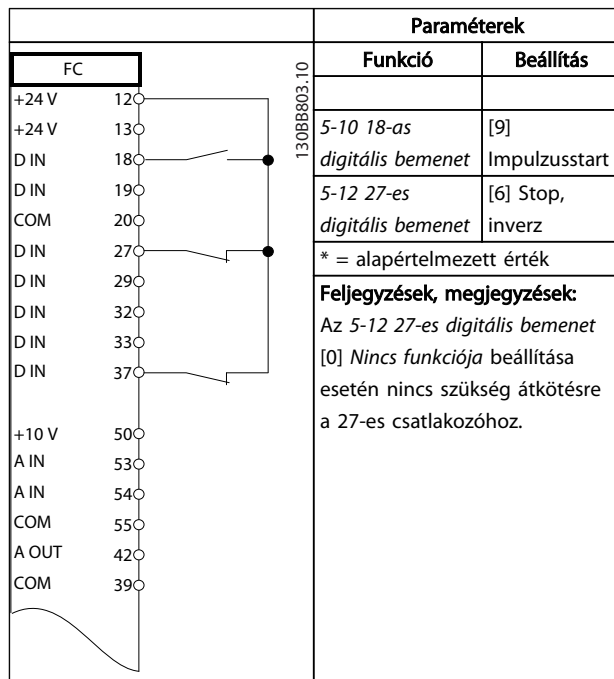 FC
+24 V 12
+24 V 13
D IN 18
D IN 19
COM 20
D IN 27
D IN 29
D IN 32
D IN 33
D IN 37
+10 V 50
A IN 53
A IN 54
COM 55
A OUT 42
COM 39
130BB803.10
Paraméterek
Funkció Beállítás
5-10 18-as [9]
digitális bemenet Impulzusstart
5-12 27-es [6] Stop,
digitális bemenet inverz
* = alapértelmezett érték
Feljegyzések, megjegyzések:
Az 5-12 27-es digitális bemenet
[0] Nincs funkciója beállítása
esetén nincs szükség átkötésre
a 27-es csatlakozóhoz.